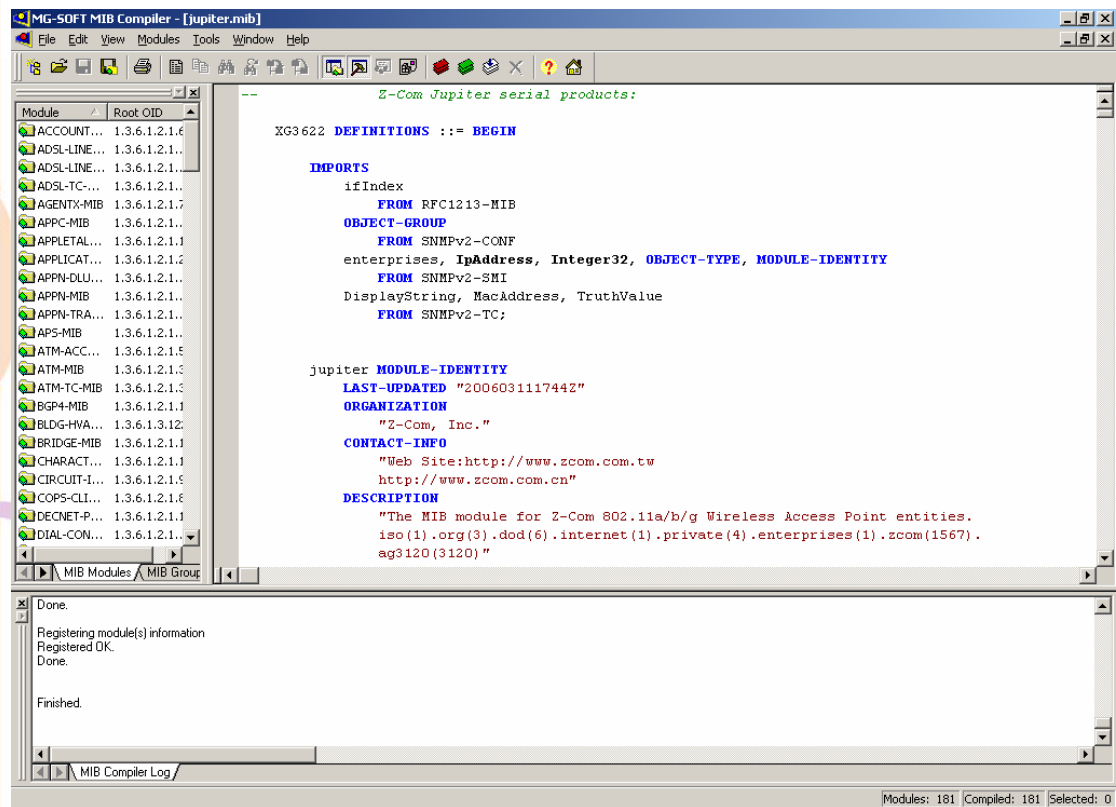 MG-SOFT MIB Compiler - [jupiter.mib]
File Edit View Modules Tools Window Help
Module Root OID
ACCOUNT... 1.3.6.1.2.1.6
ADSL-LINE... 1.3.6.1.2.1..
ADSL-LINE... 1.3.6.1.2.1..
ADSL-TC-... 1.3.6.1.2.1..
AGENTX-MIB 1.3.6.1.2.1.7
APPC-MIB 1.3.6.1.2.1..
APPLETAL... 1.3.6.1.2.1.1
APPLICAT... 1.3.6.1.2.1.2
APPN-DLU... 1.3.6.1.2.1..
APPN-MIB 1.3.6.1.2.1..
APPN-TRA... 1.3.6.1.2.1..
APS-MIB 1.3.6.1.2.1..
ATM-ACC... 1.3.6.1.2.1.5
ATM-MIB 1.3.6.1.2.1.3
ATM-TC-MIB 1.3.6.1.2.1.3
BGP4-MIB 1.3.6.1.2.1.1
BLDG-HVA... 1.3.6.1.3.122
BRIDGE-MIB 1.3.6.1.2.1.1
CHARACT... 1.3.6.1.2.1.1
CIRCUIT-I... 1.3.6.1.2.1.9
COPS-CLI... 1.3.6.1.2.1.8
DECNET-P... 1.3.6.1.2.1.1
DIAL-CON... 1.3.6.1.2.1..
MIB Modules MIB Group
-- Z-Com Jupiter serial products:
XG3622 DEFINITIONS ::= BEGIN
IMPORTS
ifIndex
FROM RFC1213-MIB
OBJECT-GROUP
FROM SNMPv2-CONF
enterprises, IpAddress, Integer32, OBJECT-TYPE, MODULE-IDENTITY
FROM SNMPv2-SMI
DisplayString, MacAddress, TruthValue
FROM SNMPv2-TC;
jupiter MODULE-IDENTITY
LAST-UPDATED "200603111744Z"
ORGANIZATION
"Z-Com, Inc."
CONTACT-INFO
"Web Site:http://www.zcom.com.tw
http://www.zcom.com.cn"
DESCRIPTION
"The MIB module for Z-Com 802.11a/b/g Wireless Access Point entities.
iso(1).org(3).dod(6).internet(1).private(4).enterprises(1).zcom(1567).
ag3120(3120)"
Done.
Registering module(s) information
Registered OK.
Done.
Finished.
MIB Compiler Log
Modules: 181 Compiled: 181 Selected: 0